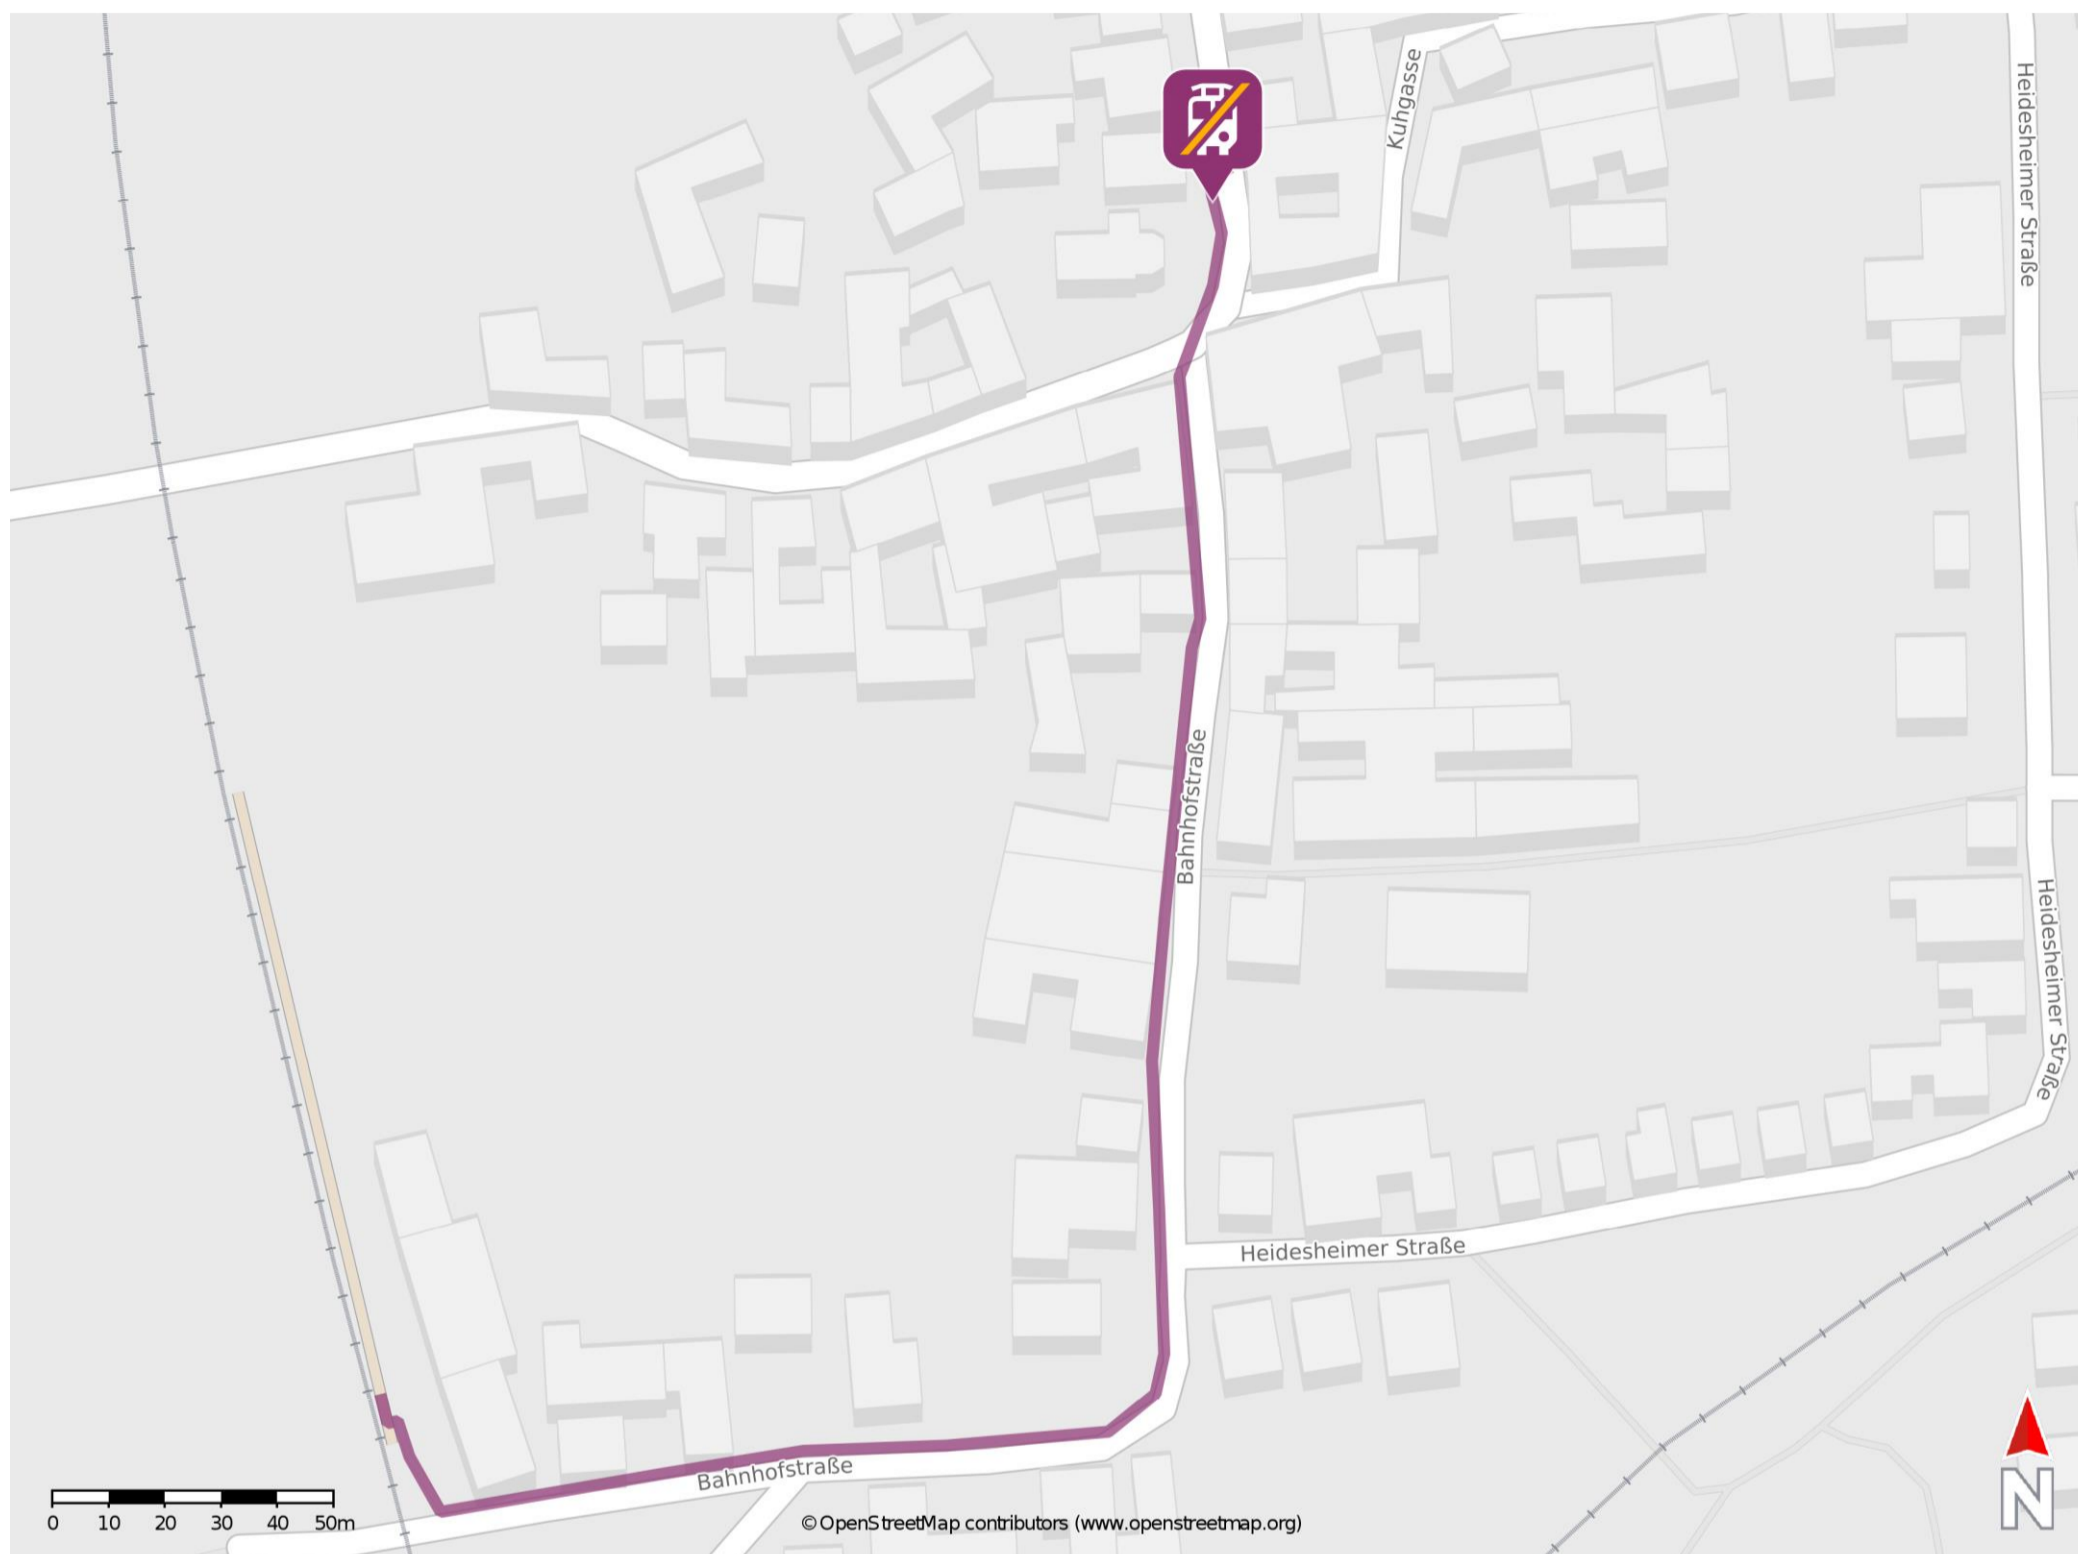 Kuhgasse
Heidesheimer Straße
Bahnhofstraße
Heidesheimer Straße
Heidesheimer Straße
Bahnhofstraße
0 10 20 30 40 50m
© OpenStreetMap contributors (www.openstreetmap.org)
N